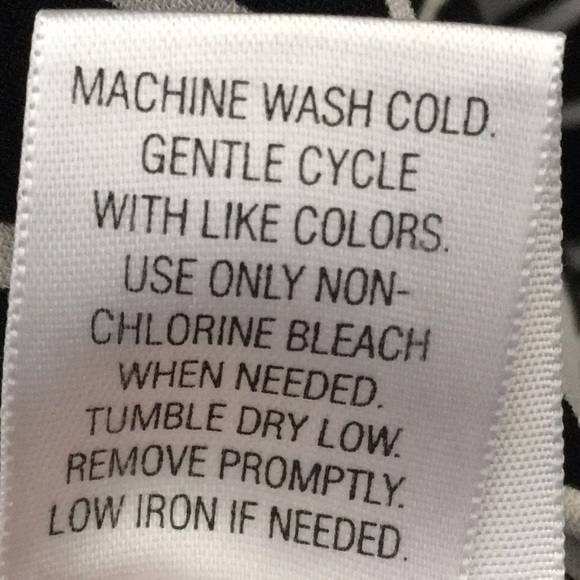 MACHINE WASH COLD.
GENTLE CYCLE
WITH LIKE COLORS.
USE ONLY NON-
CHLORINE BLEACH
WHEN NEEDED.
TUMBLE DRY LOW.
REMOVE PROMPTLY.
LOW IRON IF NEEDED.